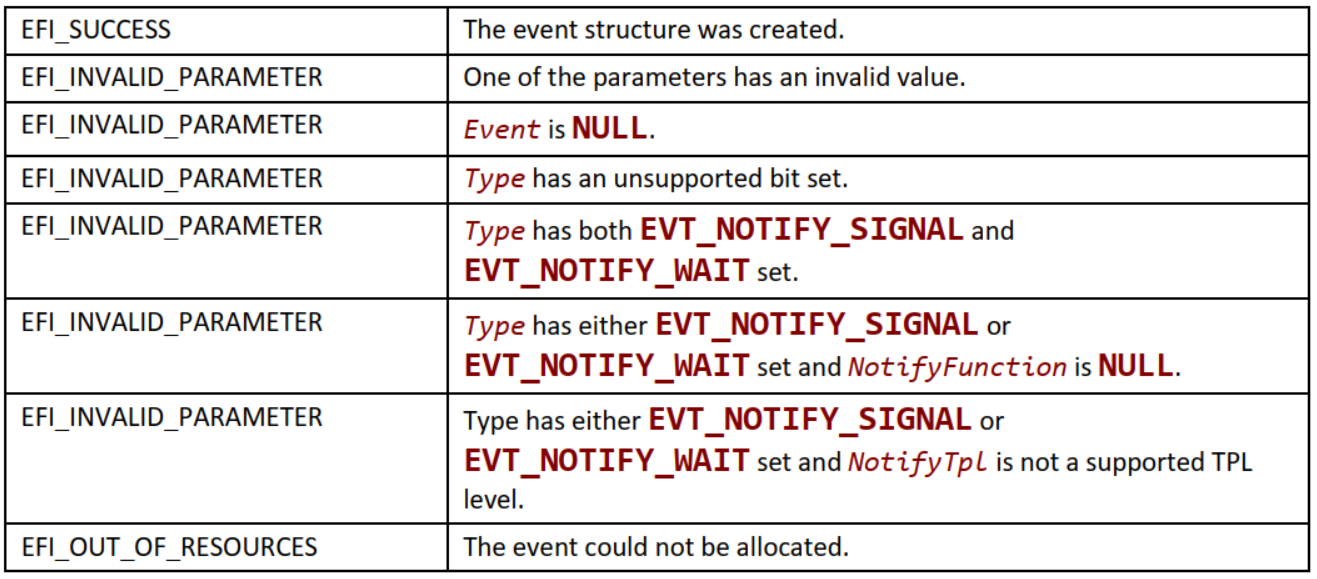 EFI_SUCCESS The event structure was created.
EFI_INVALID_PARAMETER One of the parameters has an invalid value.
EFI_INVALID_PARAMETER Event is NULL.
EFI_INVALID_PARAMETER Type has an unsupported bit set.
EFI_INVALID_PARAMETER Type has both EVT_NOTIFY_SIGNAL and
EVT_NOTIFY_WAIT set.
EFI_INVALID_PARAMETER Type has either EVT_NOTIFY_SIGNAL or
EVT_NOTIFY_WAIT set and NotifyFunction is NULL.
EFI_INVALID_PARAMETER Type has either EVT_NOTIFY_SIGNAL or
EVT_NOTIFY_WAIT set and NotifyTpl is not a supported TPL
level.
EFI_OUT_OF_RESOURCES The event could not be allocated.